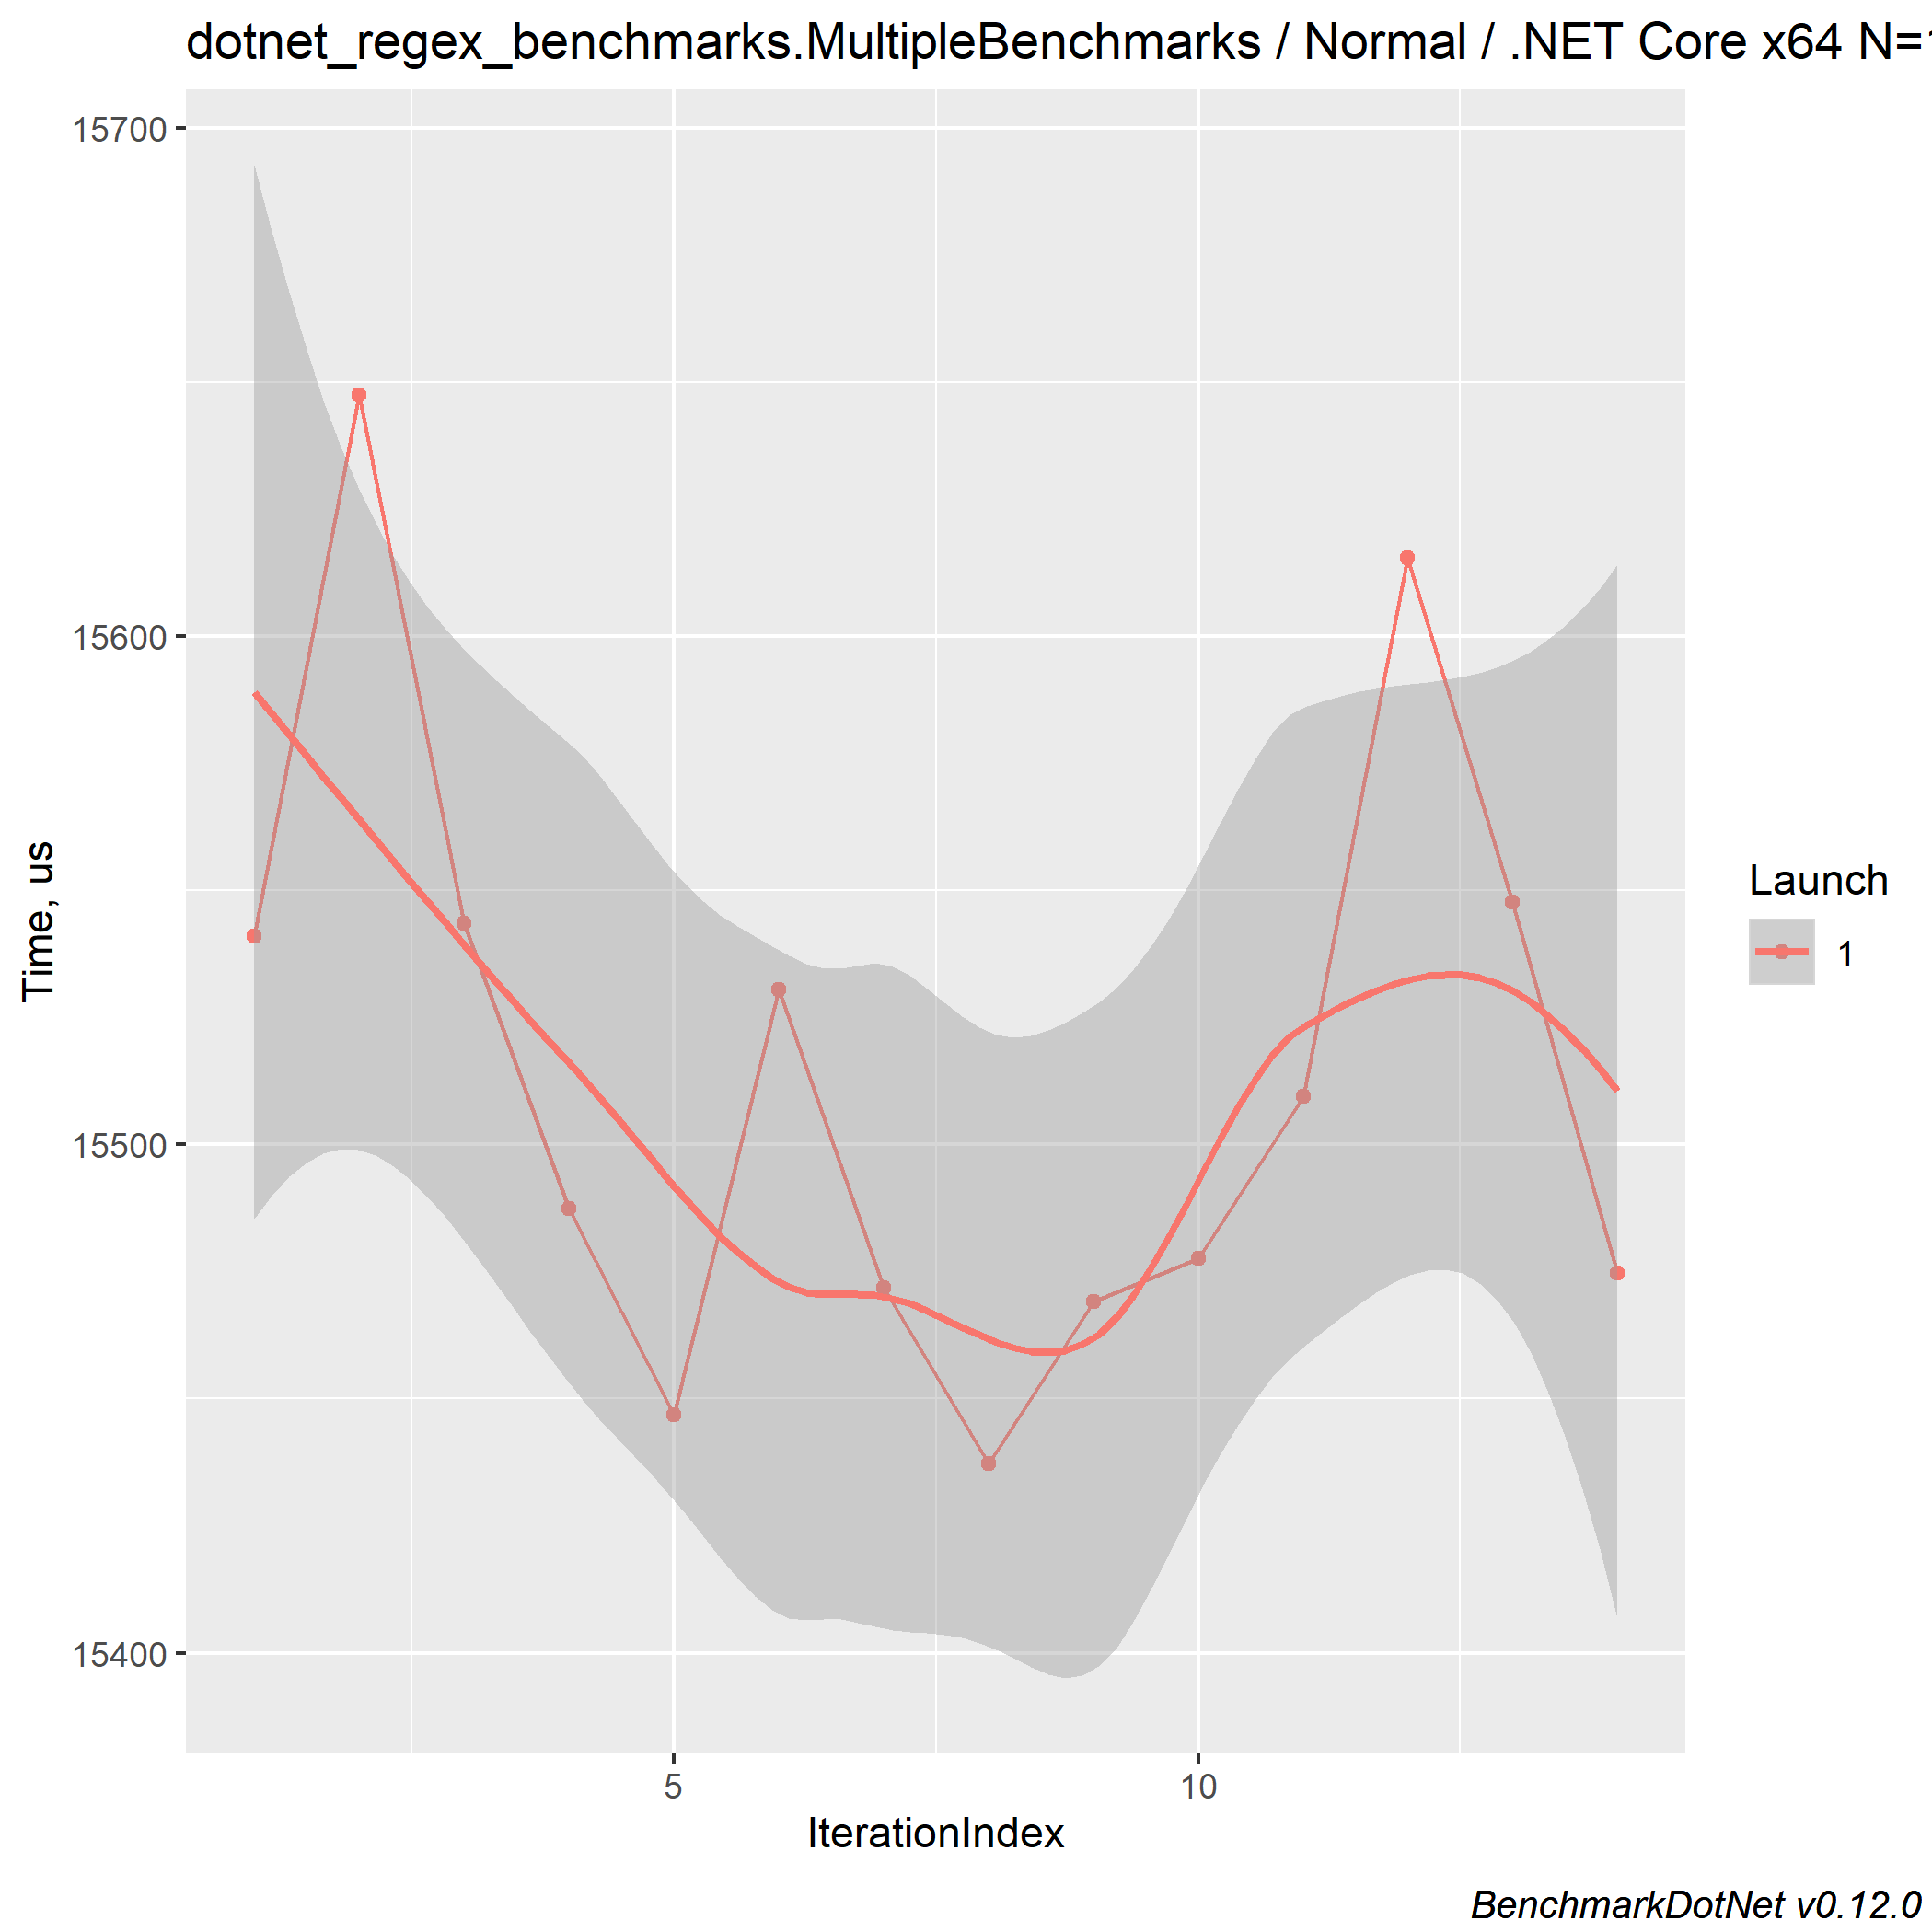 dotnet_regex_benchmarks.MultipleBenchmarks / Normal / .NET Core x64 N=
15700
15600
15500
15400
Time, us
5
10
IterationIndex
Launch
1
BenchmarkDotNet v0.12.0